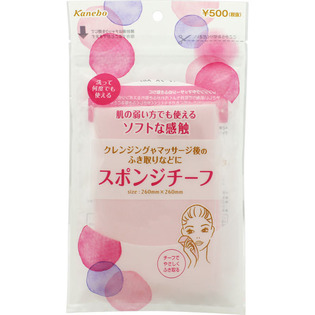 Kanebo
¥500(税抜)
洗って
何度でも
使える
肌の弱い方でも使える
ソフトな感触
クレンジングやマッサージ後の
ふき取りなどに
スポンジチーフ
size:260mm×260mm
チーフで
やさしく
ふき取る